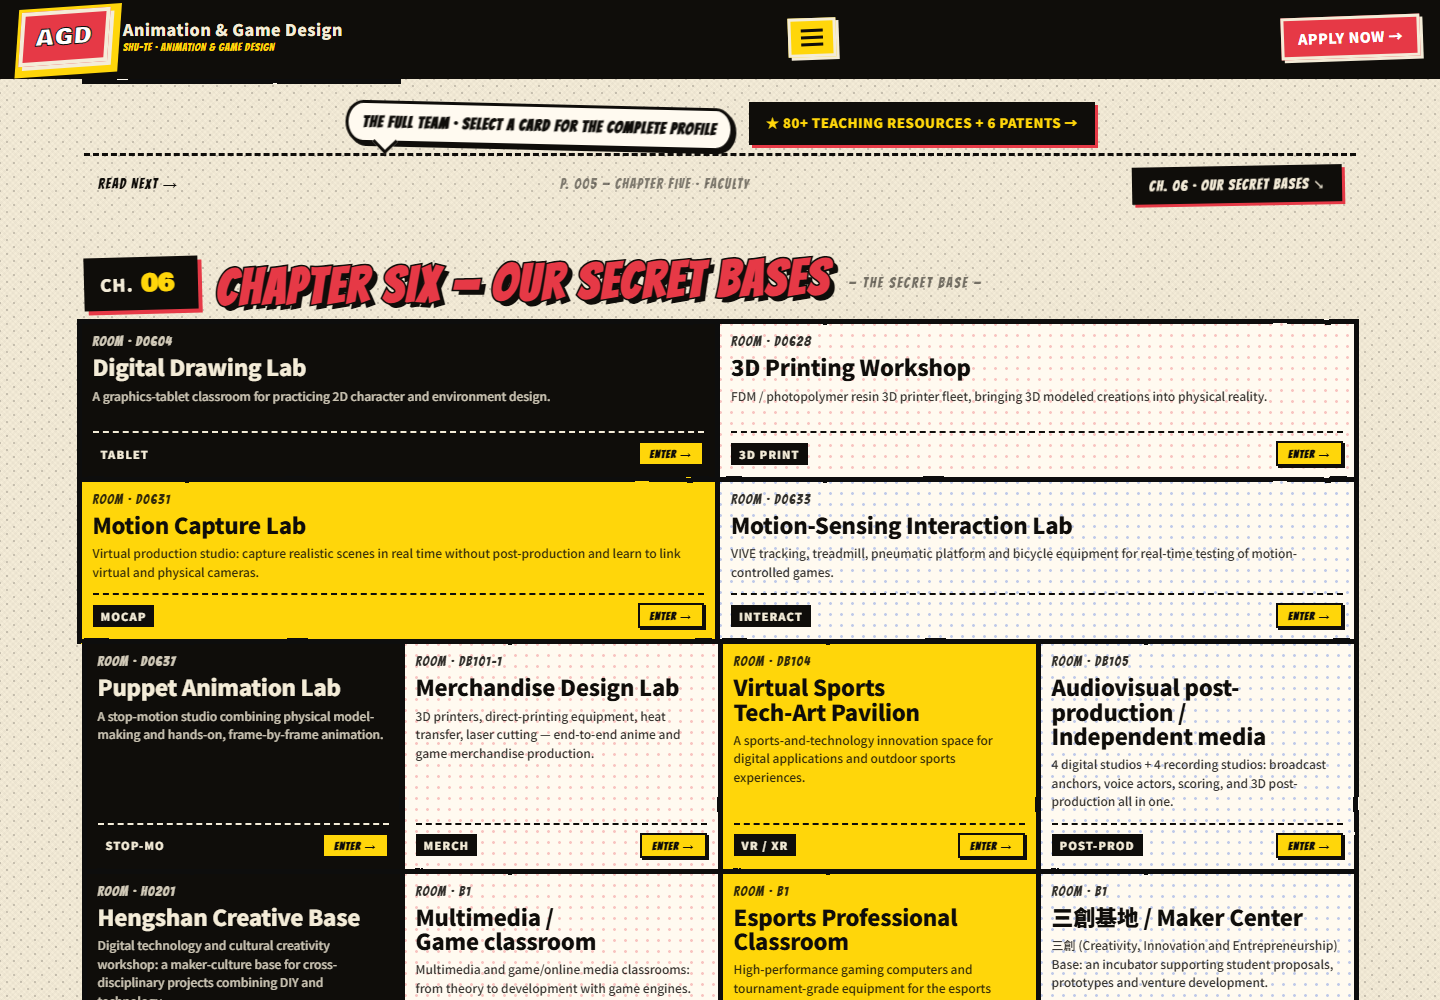 AGD
Animation & Game Design
SHU-TE · ANIMATION & GAME DESIGN
APPLY NOW →
THE FULL TEAM · SELECT A CARD FOR THE COMPLETE PROFILE
★ 80+ TEACHING RESOURCES + 6 PATENTS →
READ NEXT →
P. 005 — CHAPTER FIVE · FACULTY
CH. 06 · OUR SECRET BASES ↘
CH. 06
CHAPTER SIX — OUR SECRET BASES
— THE SECRET BASE —
ROOM · D0604
Digital Drawing Lab
A graphics-tablet classroom for practicing 2D character and environment design.
TABLET
ENTER →
ROOM · D0628
3D Printing Workshop
FDM / photopolymer resin 3D printer fleet, bringing 3D modeled creations into physical reality.
3D PRINT
ENTER →
ROOM · D0631
Motion Capture Lab
Virtual production studio: capture realistic scenes in real time without post-production and learn to link
virtual and physical cameras.
MOCAP
ENTER →
ROOM · D0633
Motion-Sensing Interaction Lab
VIVE tracking, treadmill, pneumatic platform and bicycle equipment for real-time testing of motion-
controlled games.
INTERACT
ENTER →
ROOM · D0637
Puppet Animation Lab
A stop-motion studio combining physical model-
making and hands-on, frame-by-frame animation.
STOP-MO
ENTER →
ROOM · DB101-1
Merchandise Design Lab
3D printers, direct-printing equipment, heat
transfer, laser cutting — end-to-end anime and
game merchandise production.
MERCH
ENTER →
ROOM · DB104
Virtual Sports
Tech-Art Pavilion
A sports-and-technology innovation space for
digital applications and outdoor sports
experiences.
VR / XR
ENTER →
ROOM · DB105
Audiovisual post-
production /
Independent media
4 digital studios + 4 recording studios: broadcast
anchors, voice actors, scoring, and 3D post-
production all in one.
POST-PROD
ENTER →
ROOM · H0201
Hengshan Creative Base
Digital technology and cultural creativity
workshop: a maker-culture base for cross-
disciplinary projects combining DIY and
technology.
ROOM · B1
Multimedia /
Game classroom
Multimedia and game/online media classrooms:
from theory to development with game engines.
ROOM · B1
Esports Professional
Classroom
High-performance gaming computers and
tournament-grade equipment for the esports
ROOM · B1
三創基地 / Maker Center
三創 (Creativity, Innovation and Entrepreneurship)
Base: an incubator supporting student proposals,
prototypes and venture development.